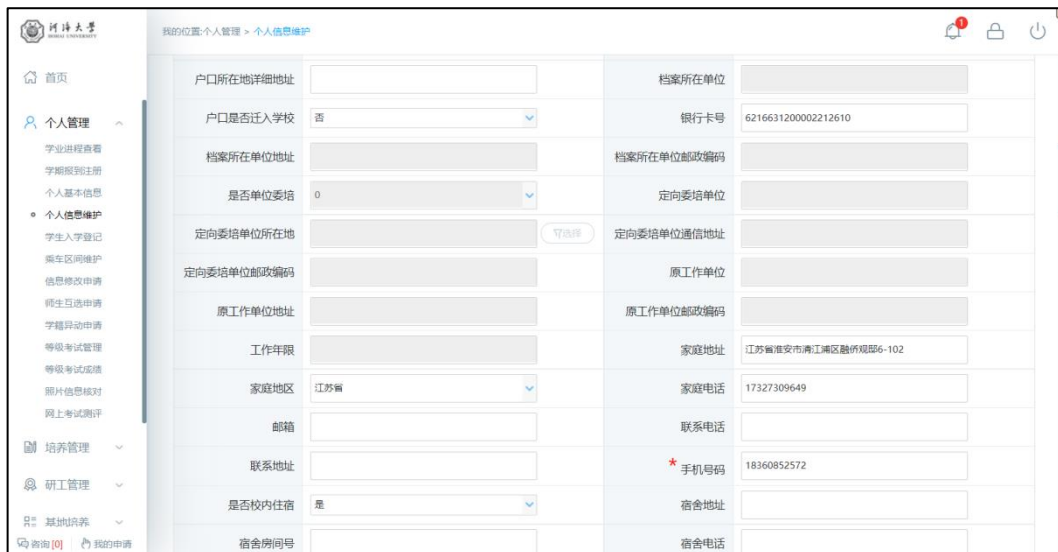 河海大学 我的位置:个人管理 > 个人信息维护 1
HOHAI UNIVERSITY
首页
个人管理
学业进程查看
学期报到注册
个人基本信息
个人信息维护
学生入学登记
乘车区间维护
信息修改申请
师生互选申请
学籍异动申请
等级考试管理
等级考试成绩
照片信息核对
网上考试测评
培养管理
研工管理
基地培养
咨询[0] 我的申请
户口所在地详细地址 档案所在单位
户口是否迁入学校 否 银行卡号 6216631200002212610
档案所在单位地址 档案所在单位邮政编码
是否单位委培 0 定向委培单位
定向委培单位所在地 选择 定向委培单位通信地址
定向委培单位邮政编码 原工作单位
原工作单位地址 原工作单位邮政编码
工作年限 家庭地址 江苏省淮安市清江浦区融侨观邸6-102
家庭地区 江苏省 家庭电话 17327309649
邮箱 联系电话
联系地址 * 手机号码 18360852572
是否校内住宿 是 宿舍地址
宿舍房间号 宿舍电话